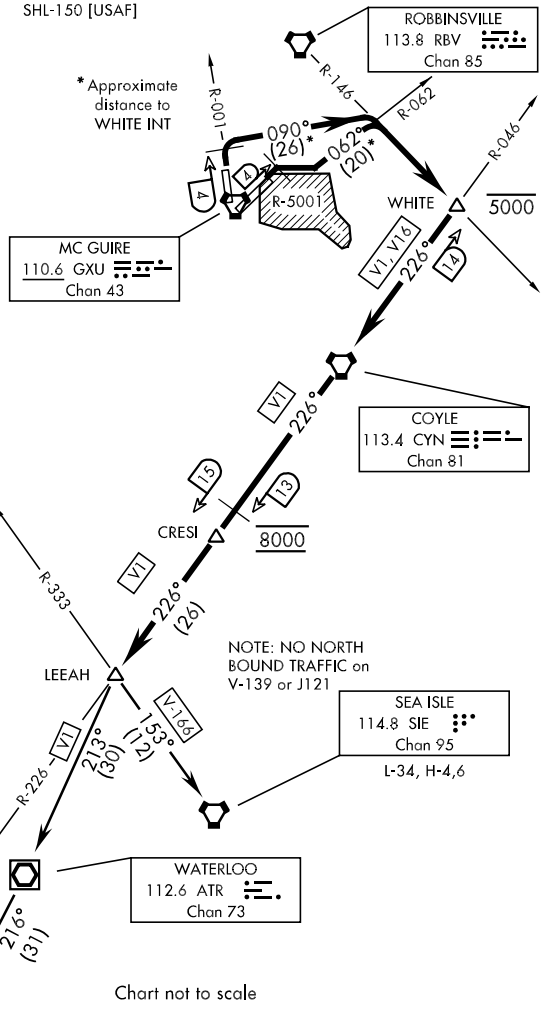 SHL-150 [USAF]
ROBBINSVILLE
113.8 RBV
Chan 85
* Approximate
distance to
WHITE INT
R-001
R-146
R-062
090°
(26)*
062°
(20)*
R-046
4
4
R-5001
WHITE
5000
MC GUIRE
110.6 GXU
Chan 43
V1, V16
226°
14
COYLE
113.4 CYN
Chan 81
V1
226°
15
13
CRESI
8000
V1
226°
(26)
R-333
NOTE: NO NORTH
BOUND TRAFFIC on
V-139 or J121
LEEAH
V-166
153°
(12)
SEA ISLE
114.8 SIE
Chan 95
L-34, H-4,6
R-226
V1
213°
(30)
WATERLOO
112.6 ATR
Chan 73
216°
(31)
Chart not to scale